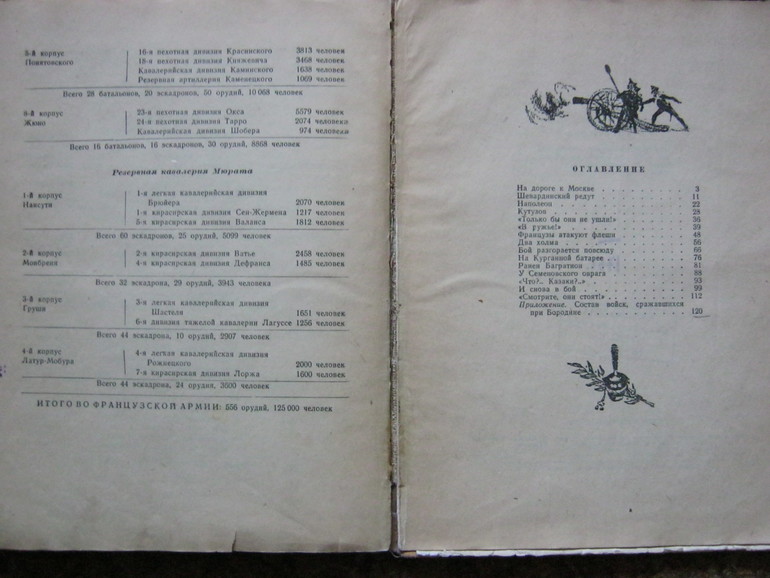 5-й корпус
Понятовского
16-я пехотная дивизия Красинского 3813 человек
18-я пехотная дивизия Княжевича 3468 человек
Кавалерийская дивизия Каминского 1638 человек
Резервная артиллерия Каменецкого 1069 человек
Всего 28 батальонов, 20 эскадронов, 50 орудий, 10 068 человек
8-й корпус
Жюно
23-я пехотная дивизия Окса 5579 человек
24-я пехотная дивизия Тарро 2074 человека
Кавалерийская дивизия Шобера 974 человека
Всего 16 батальонов, 16 эскадронов, 30 орудий, 8868 человек
Резервная кавалерия Мюрата
1-й корпус
Нансути
1-я легкая кавалерийская дивизия
Брюйера 2070 человек
1-я кирасирская дивизия Сен-Жермена 1217 человек
5-я кирасирская дивизия Валанса 1812 человек
Всего 60 эскадронов, 25 орудий, 5099 человек
2-й корпус
Монбреня
2-я кирасирская дивизия Ватье 2458 человек
4-я кирасирская дивизия Дефранса 1485 человек
Всего 32 эскадрона, 29 орудий, 3943 человека
3-й корпус
Груши
3-я легкая кавалерийская дивизия
Шастеля 1651 человек
6-я дивизия тяжелой кавалерии Лагуссе 1256 человек
Всего 44 эскадрона, 10 орудий, 2907 человек
4-й корпус
Латур-Мобура
4-я легкая кавалерийская дивизия
Рожнецкого 2000 человек
7-я кирасирская дивизия Лоржа 1600 человек
Всего 44 эскадрона, 24 орудия, 3600 человек
ИТОГО ВО ФРАНЦУЗСКОЙ АРМИИ: 556 орудий, 125 000 человек
ОГЛАВЛЕНИЕ
На дороге к Москве 3
Шевардинский редут 11
Наполеон 22
Кутузов 28
«Только бы они не ушли!» 36
«В ружье!» 39
Французы атакуют флеши 48
Два холма 56
Бой разгорается повсюду 66
На Курганной батарее 76
Ранен Багратион 81
У Семеновского оврага 88
«Что?.. Казаки?..» 93
И снова в бой 99
«Смотрите, они стоят!» 112
Приложение. Состав войск, сражавшихся
при Бородине 120